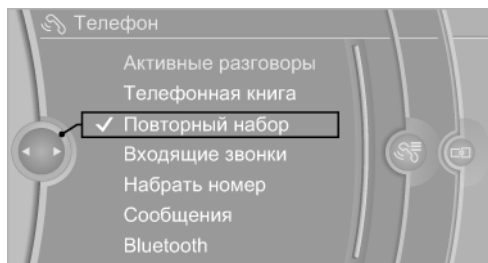 Телефон
Активные разговоры
Телефонная книга
Повторный набор
Входящие звонки
Набрать номер
Сообщения
Bluetooth